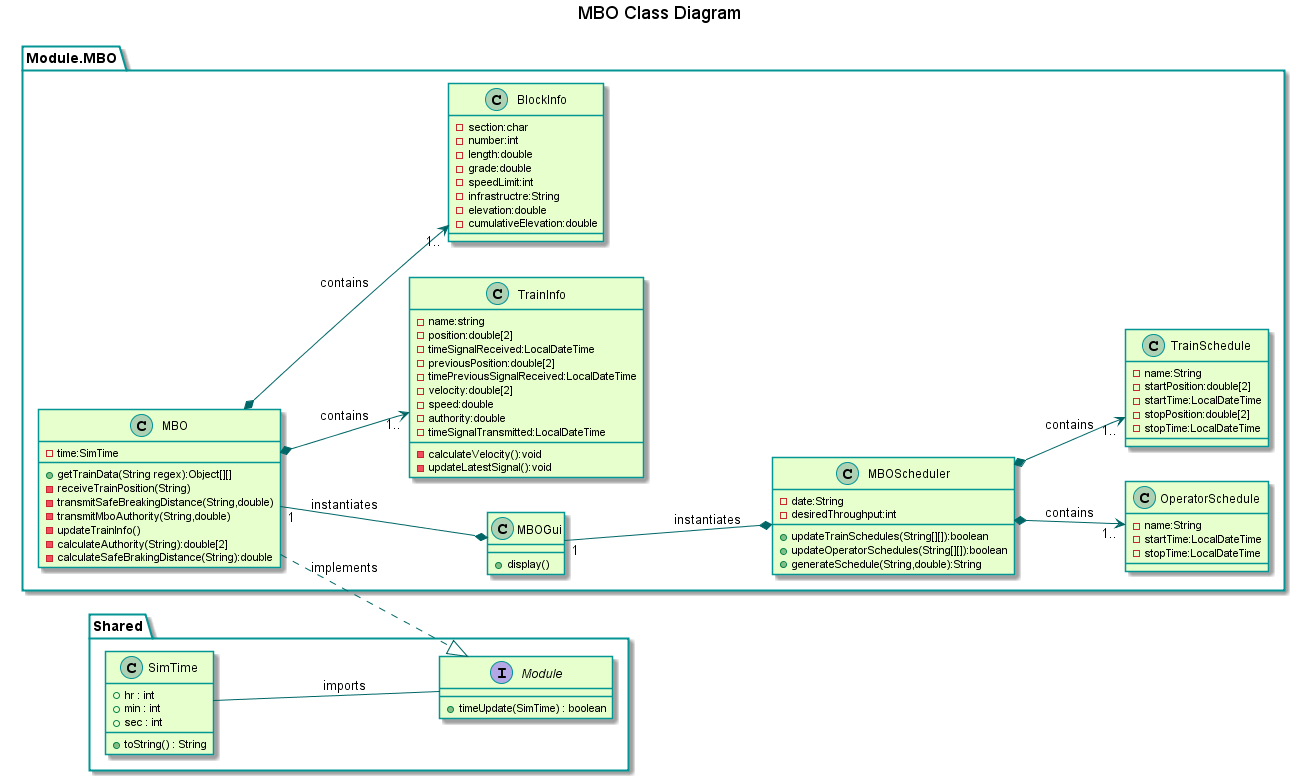 MBO Class Diagram
Module.MBO
C BlockInfo
section:char
number:int
length:double
grade:double
speedLimit:int
infrastructre:String
elevation:double
cumulativeElevation:double
1..
contains
C TrainInfo
name:string
position:double[2]
timeSignalReceived:LocalDateTime
previousPosition:double[2]
timePreviousSignalReceived:LocalDateTime
velocity:double[2]
speed:double
authority:double
timeSignalTransmitted:LocalDateTime
calculateVelocity():void
updateLatestSignal():void
contains
1..
C MBO
time:SimTime
getTrainData(String regex):Object[][]
receiveTrainPosition(String)
transmitSafeBreakingDistance(String,double)
transmitMboAuthority(String,double)
updateTrainInfo()
calculateAuthority(String):double[2]
calculateSafeBrakingDistance(String):double
instantiates
1
C MBOGui
display()
instantiates
1
C MBOScheduler
date:String
desiredThroughput:int
updateTrainSchedules(String[][]):boolean
updateOperatorSchedules(String[][]):boolean
generateSchedule(String,double):String
contains
1..
C TrainSchedule
name:String
startPosition:double[2]
startTime:LocalDateTime
stopPosition:double[2]
stopTime:LocalDateTime
contains
1..
C OperatorSchedule
name:String
startTime:LocalDateTime
stopTime:LocalDateTime
implements
Shared
C SimTime
hr : int
min : int
sec : int
toString() : String
imports
I Module
timeUpdate(SimTime) : boolean